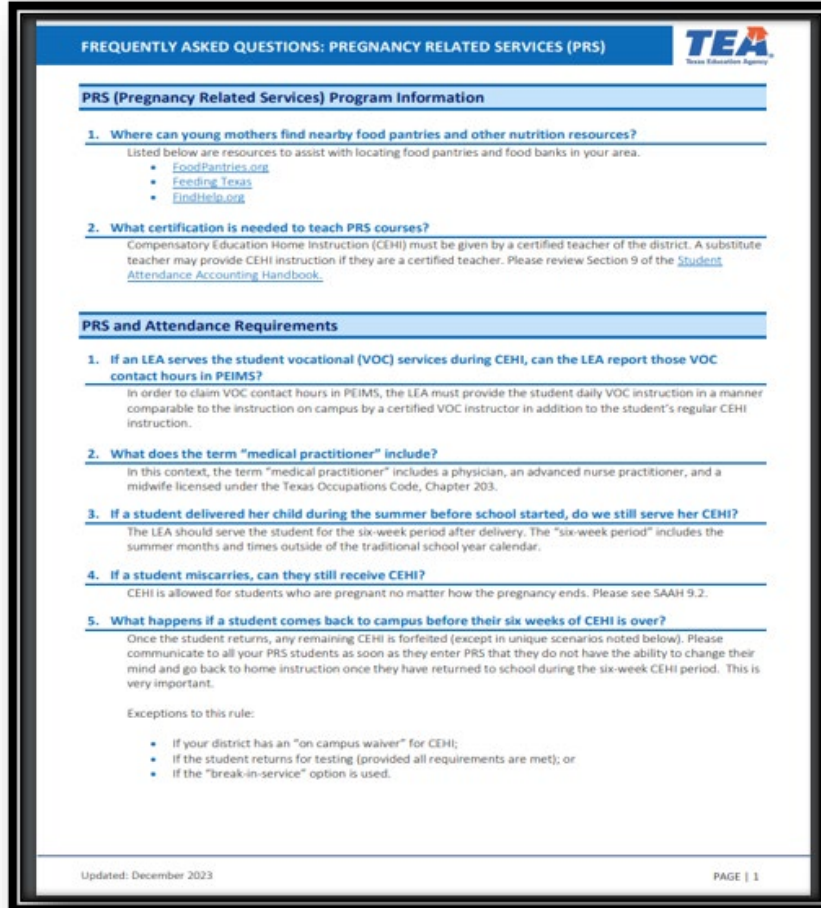 FREQUENTLY ASKED QUESTIONS: PREGNANCY RELATED SERVICES (PRS)
TEA
Texas Education Agency
PRS (Pregnancy Related Services) Program Information
1. Where can young mothers find nearby food pantries and other nutrition resources?
Listed below are resources to assist with locating food pantries and food banks in your area.
• FoodPantries.org
• Feeding Texas
• FindHelp.org
2. What certification is needed to teach PRS courses?
Compensatory Education Home Instruction (CEHI) must be given by a certified teacher of the district. A substitute
teacher may provide CEHI instruction if they are a certified teacher. Please review Section 9 of the Student
Attendance Accounting Handbook.
PRS and Attendance Requirements
1. If an LEA serves the student vocational (VOC) services during CEHI, can the LEA report those VOC
contact hours in PEIMS?
In order to claim VOC contact hours in PEIMS, the LEA must provide the student daily VOC instruction in a manner
comparable to the instruction on campus by a certified VOC instructor in addition to the student's regular CEHI
instruction.
2. What does the term "medical practitioner" include?
In this context, the term "medical practitioner" includes a physician, an advanced nurse practitioner, and a
midwife licensed under the Texas Occupations Code, Chapter 203.
3. If a student delivered her child during the summer before school started, do we still serve her CEHI?
The LEA should serve the student for the six-week period after delivery. The "six-week period" includes the
summer months and times outside of the traditional school year calendar.
4. If a student miscarries, can they still receive CEHI?
CEHI is allowed for students who are pregnant no matter how the pregnancy ends. Please see SAAH 9.2.
5. What happens if a student comes back to campus before their six weeks of CEHI is over?
Once the student returns, any remaining CEHI is forfeited (except in unique scenarios noted below). Please
communicate to all your PRS students as soon as they enter PRS that they do not have the ability to change their
mind and go back to home instruction once they have returned to school during the six-week CEHI period. This is
very important.
Exceptions to this rule:
• If your district has an "on campus waiver" for CEHI;
• If the student returns for testing (provided all requirements are met); or
• If the "break-in-service" option is used.
Updated: December 2023
PAGE | 1